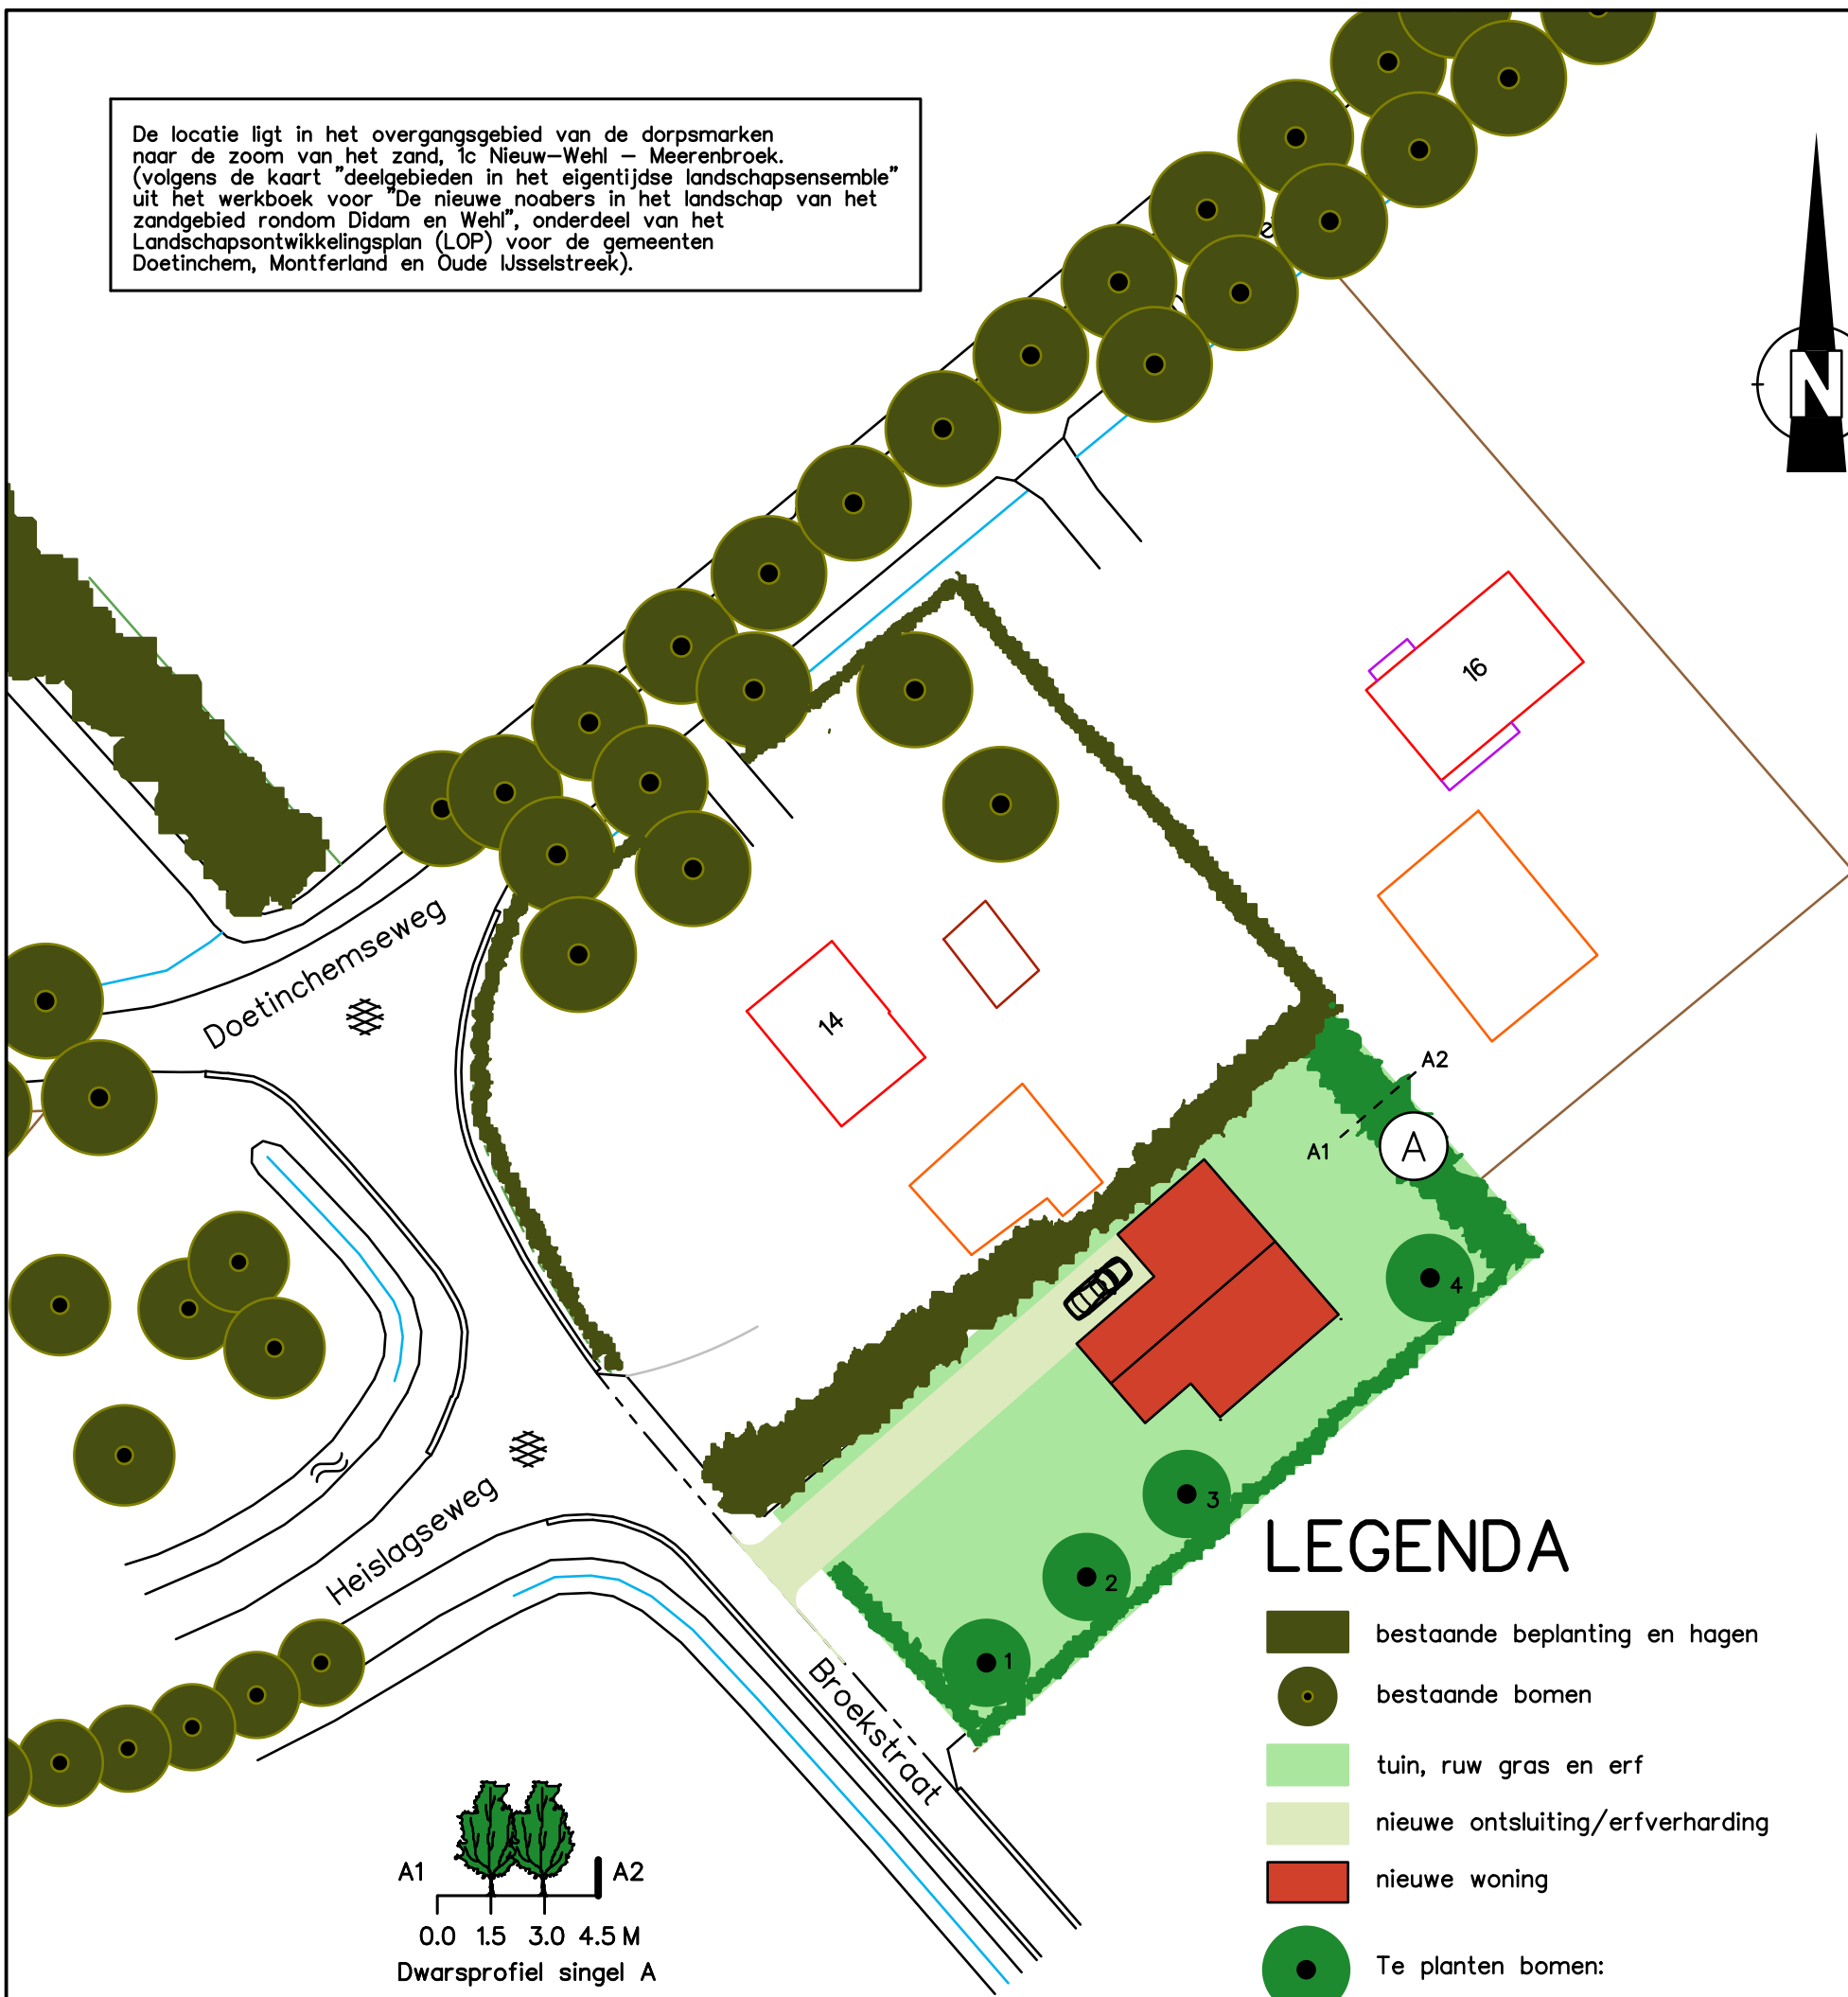 De locatie ligt in het overgangsgebied van de dorpsmarken
naar de zoom van het zand, 1c Nieuw–Wehl – Meerenbroek.
(volgens de kaart "deelgebieden in het eigentijdse landschapsensemble"
uit het werkboek voor "De nieuwe noabers in het landschap van het
zandgebied rondom Didam en Wehl", onderdeel van het
Landschapsontwikkelingsplan (LOP) voor de gemeenten
Doetinchem, Montferland en Oude IJsselstreek).
N
16
14
Doetinchemseweg
A2
A1
A
4
3
2
1
Heislagseweg
Broekstraat
LEGENDA
bestaande beplanting en hagen
bestaande bomen
tuin, ruw gras en erf
nieuwe ontsluiting/erfverharding
nieuwe woning
Te planten bomen:
A1 A2
0.0 1.5 3.0 4.5 M
Dwarsprofiel singel A